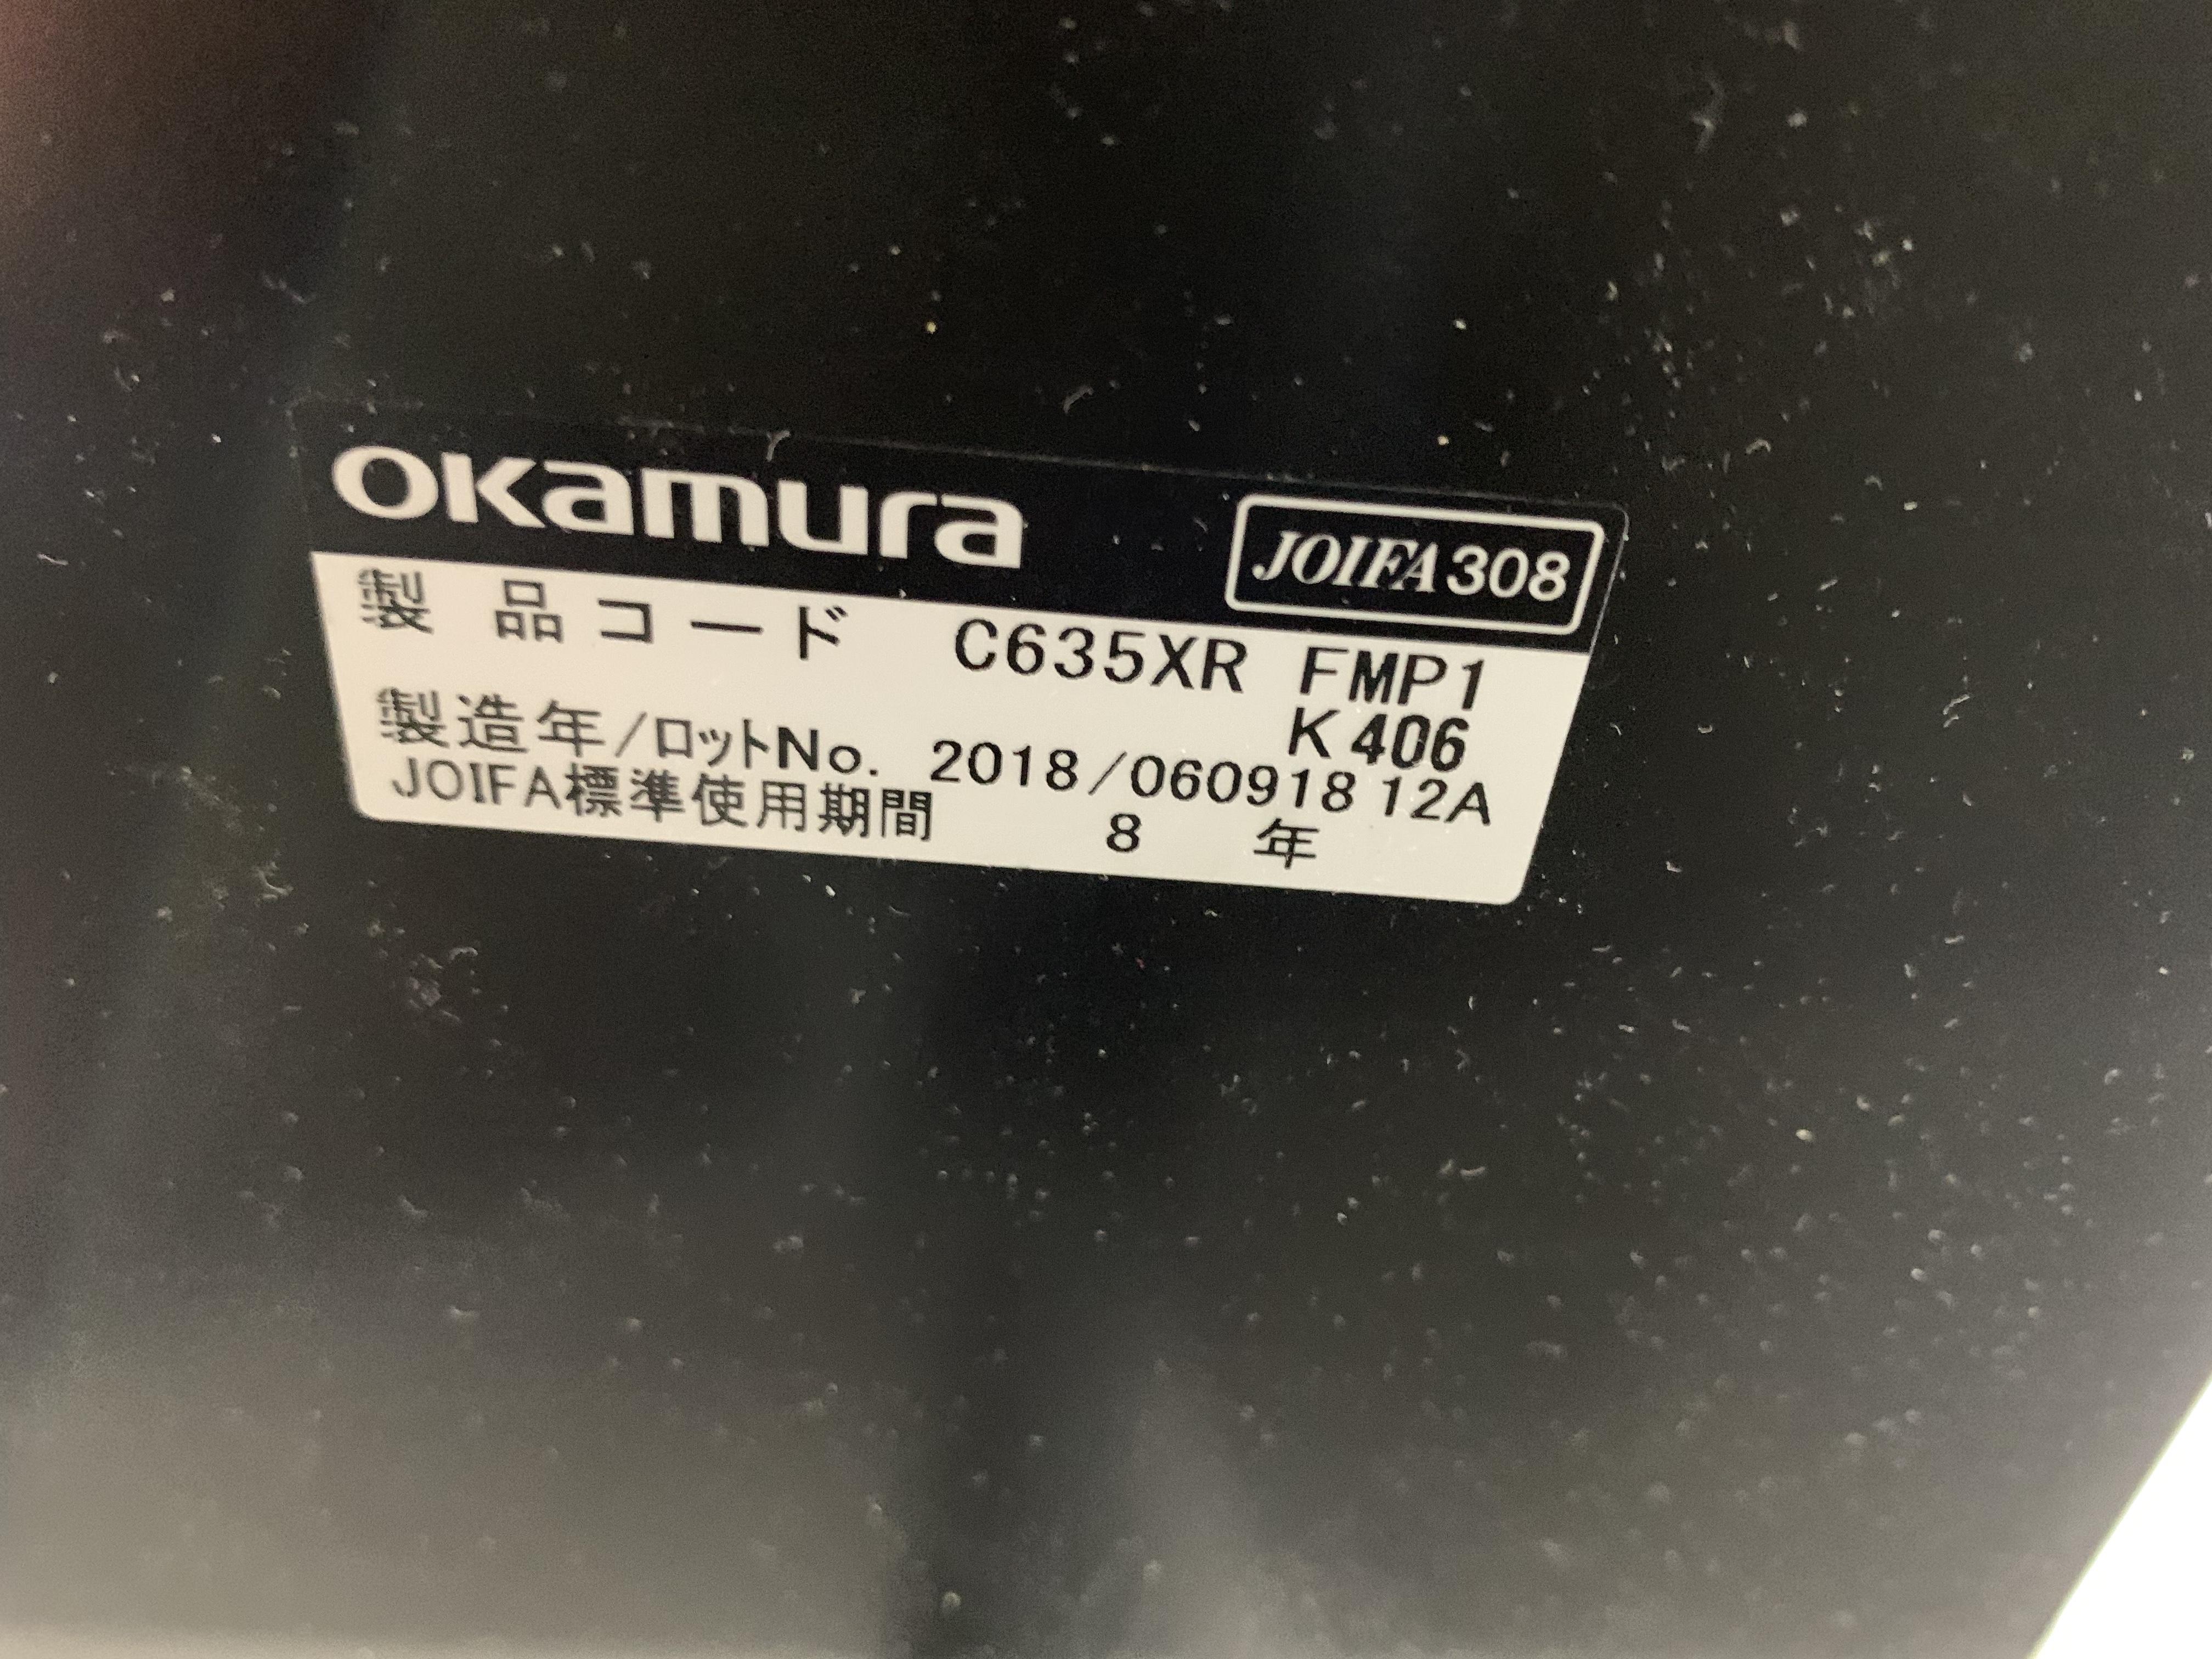 okamura
JOIFA308
製品コード C635XR FMP1
K406
製造年/ロットNo. 2018/060918 12A
JOIFA標準使用期間 8 年